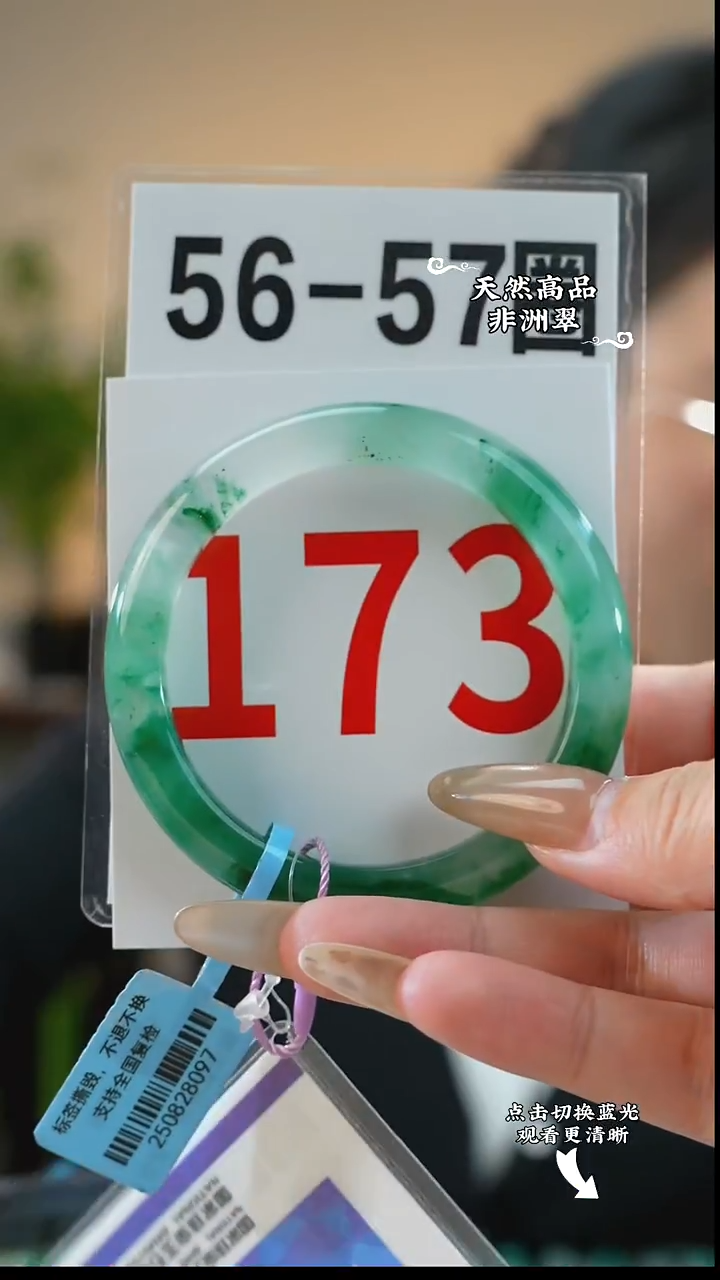 56-57圈
天然高品
非洲翠
173
标签撕毁，不退不换
支持全国复检
250828097
点击切换蓝光
观看更清晰